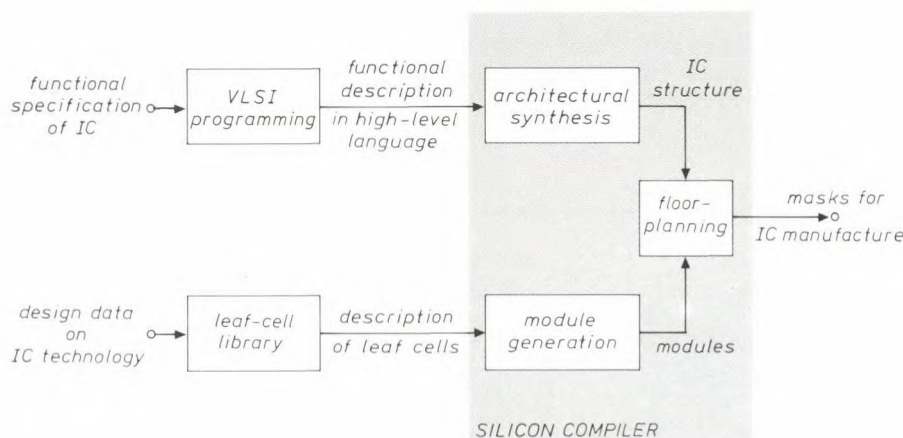 functional
specification
of IC
VLSI
programming
functional
description
in high-level
language
architectural
synthesis
IC
structure
floor-
planning
masks for
IC manufacture
design data
on
IC technology
leaf-cell
library
description
of leaf cells
module
generation
modules
SILICON COMPILER